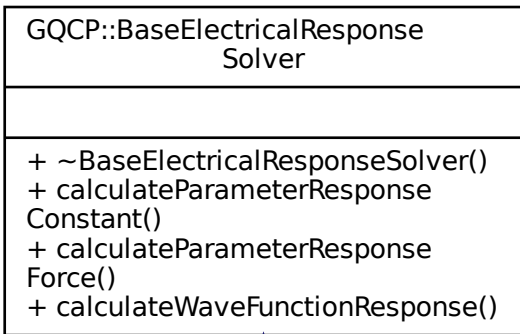 GQCP::BaseElectricalResponse
Solver
+ ~BaseElectricalResponseSolver()
+ calculateParameterResponse
Constant()
+ calculateParameterResponse
Force()
+ calculateWaveFunctionResponse()